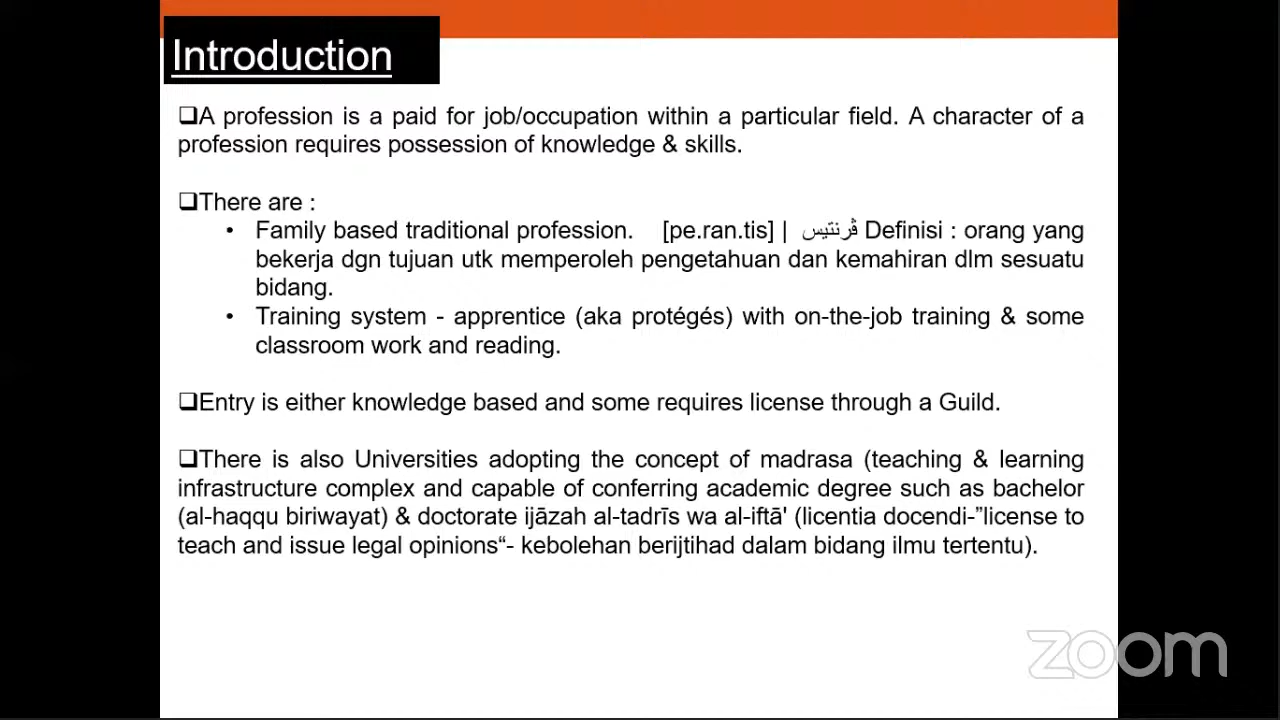 Introduction
❑A profession is a paid for job/occupation within a particular field. A character of a
profession requires possession of knowledge & skills.
❑There are :
• Family based traditional profession. [pe.ran.tis] | ڤرنتيس Definisi : orang yang
bekerja dgn tujuan utk memperoleh pengetahuan dan kemahiran dlm sesuatu
bidang.
• Training system - apprentice (aka protégés) with on-the-job training & some
classroom work and reading.
❑Entry is either knowledge based and some requires license through a Guild.
❑There is also Universities adopting the concept of madrasa (teaching & learning
infrastructure complex and capable of conferring academic degree such as bachelor
(al-haqqu biriwayat) & doctorate ijāzah al-tadrīs wa al-iftā' (licentia docendi-”license to
teach and issue legal opinions“- kebolehan berijtihad dalam bidang ilmu tertentu).
zoom